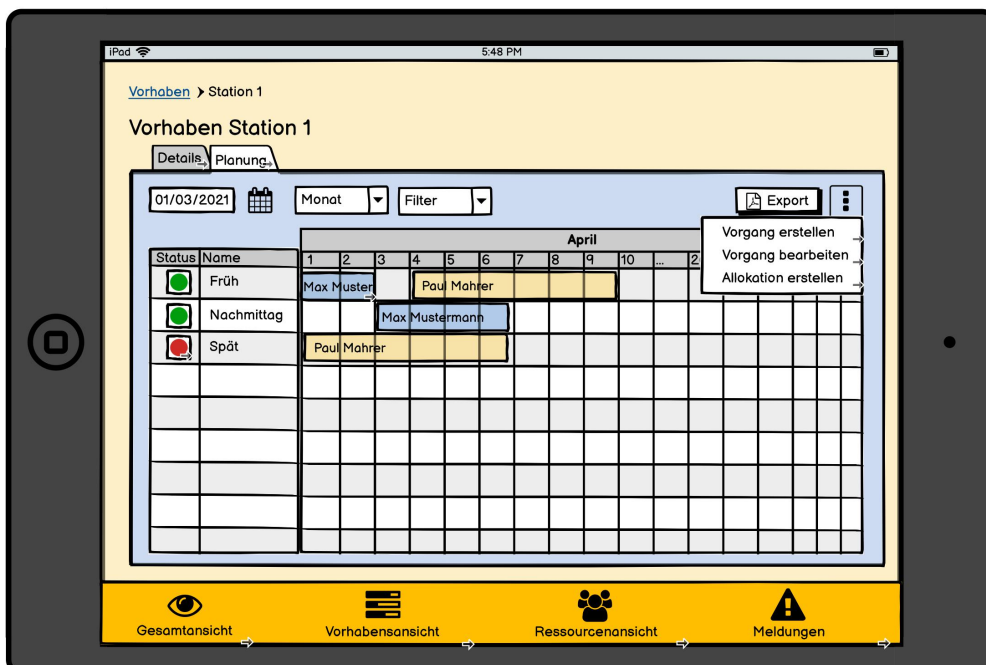 iPad 5:48 PM
Vorhaben Station 1
Vorhaben Station 1
Details Planung
01/03/2021 Monat Filter Export
Vorgang erstellen
Vorgang bearbeiten
Allokation erstellen
April
Status Name 1 2 3 4 5 6 7 8 9 10 ... 2
Früh Max Muster Paul Mahrer
Nachmittag Max Mustermann
Spät Paul Mahrer
Gesamtansicht Vorhabensansicht Ressourcenansicht Meldungen